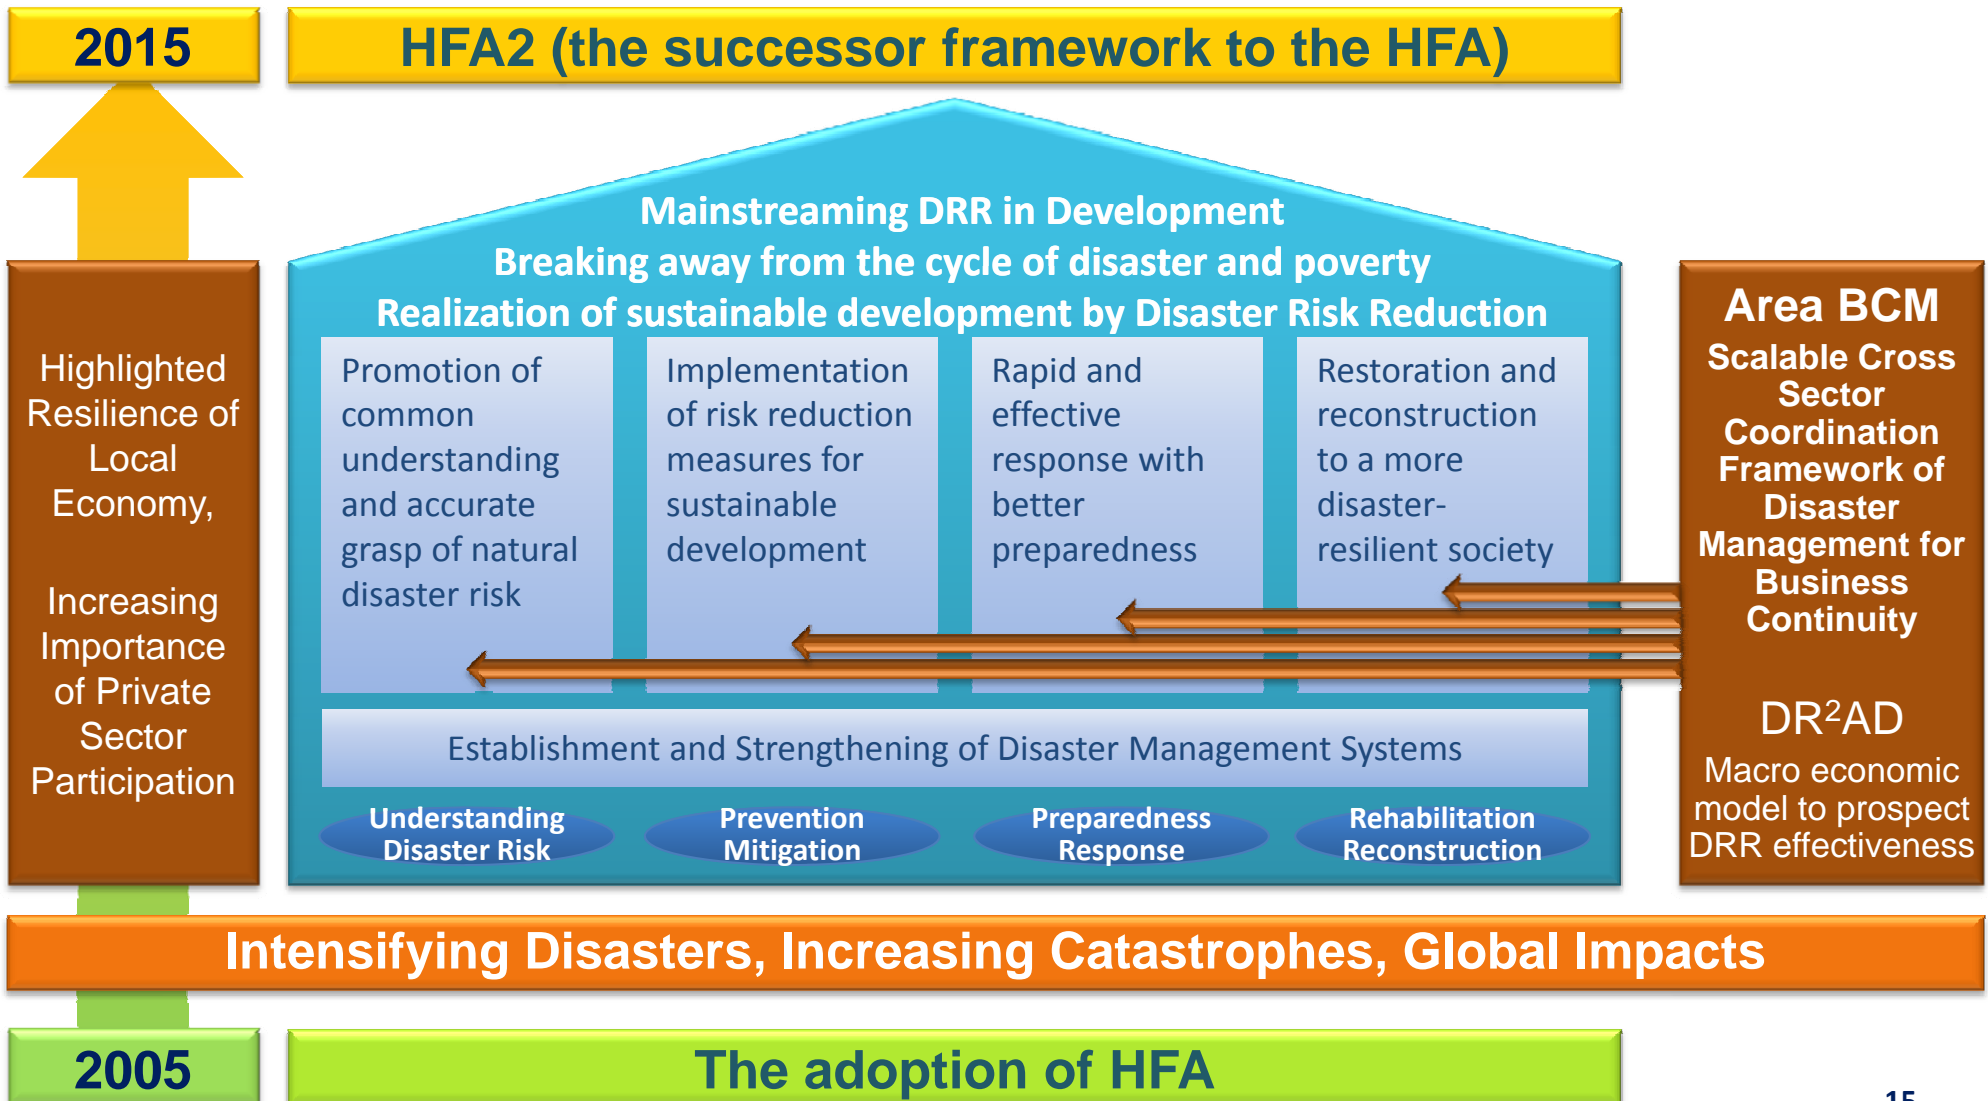 2015
HFA2 (the successor framework to the HFA)
Mainstreaming DRR in Development
Breaking away from the cycle of disaster and poverty
Realization of sustainable development by Disaster Risk Reduction
Highlighted
Resilience of
Local
Economy,
Increasing
Importance
of Private
Sector
Participation
Promotion of
common
understanding
and accurate
grasp of natural
disaster risk
Implementation
of risk reduction
measures for
sustainable
development
Rapid and
effective
response with
better
preparedness
Restoration and
reconstruction
to a more
disaster-
resilient society
Area BCM
Scalable Cross
Sector
Coordination
Framework of
Disaster
Management for
Business
Continuity
DR²AD
Macro economic
model to prospect
DRR effectiveness
Establishment and Strengthening of Disaster Management Systems
Understanding
Disaster Risk
Prevention
Mitigation
Preparedness
Response
Rehabilitation
Reconstruction
Intensifying Disasters, Increasing Catastrophes, Global Impacts
2005
The adoption of HFA
15